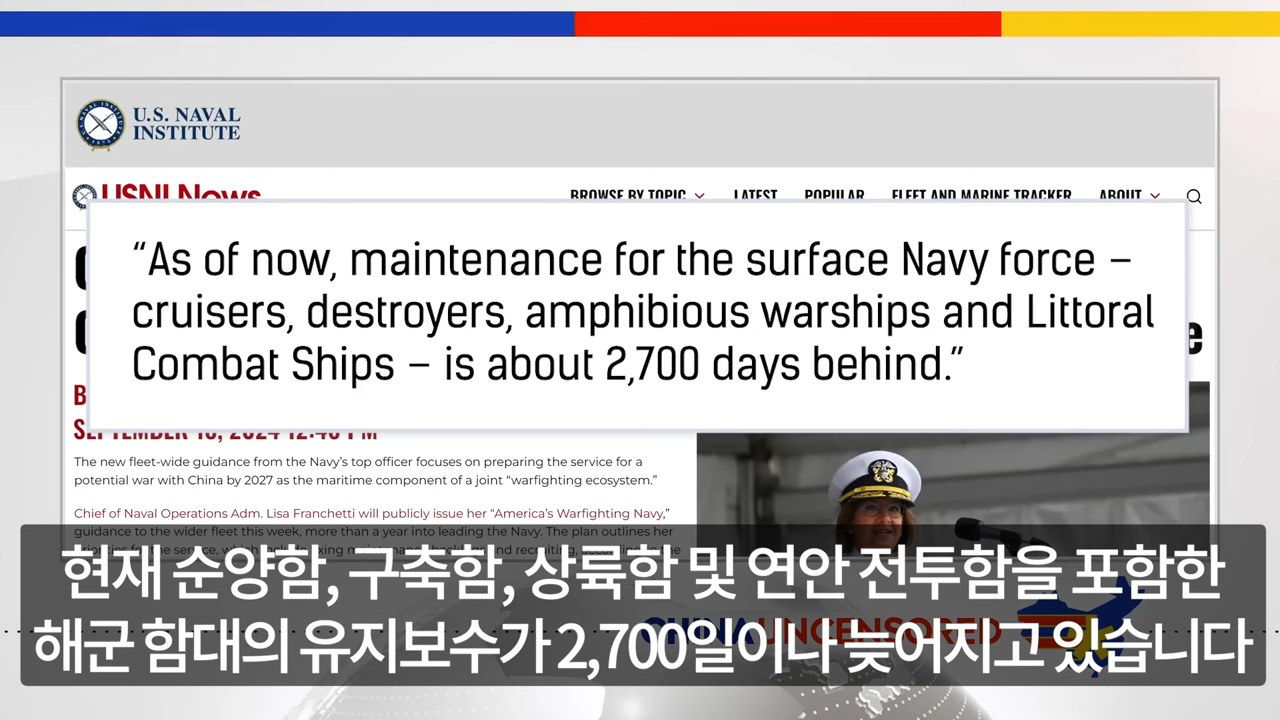 U.S. NAVAL
INSTITUTE
USNI News
BROWSE BY TOPIC
LATEST
POPULAR
FLEET AND MARINE TRACKER
ABOUT
“As of now, maintenance for the surface Navy force –
cruisers, destroyers, amphibious warships and Littoral
Combat Ships – is about 2,700 days behind.”
The new fleet-wide guidance from the Navy’s top officer focuses on preparing the service for a
potential war with China by 2027 as the maritime component of a joint “warfighting ecosystem.”
Chief of Naval Operations Adm. Lisa Franchetti will publicly issue her “America’s Warfighting Navy,”
guidance to the wider fleet this week, more than a year into leading the Navy. The plan outlines her
현재 순양함, 구축함, 상륙함 및 연안 전투함을 포함한
해군 함대의 유지보수가 2,700일이나 늦어지고 있습니다
CHINA UNCENSORED